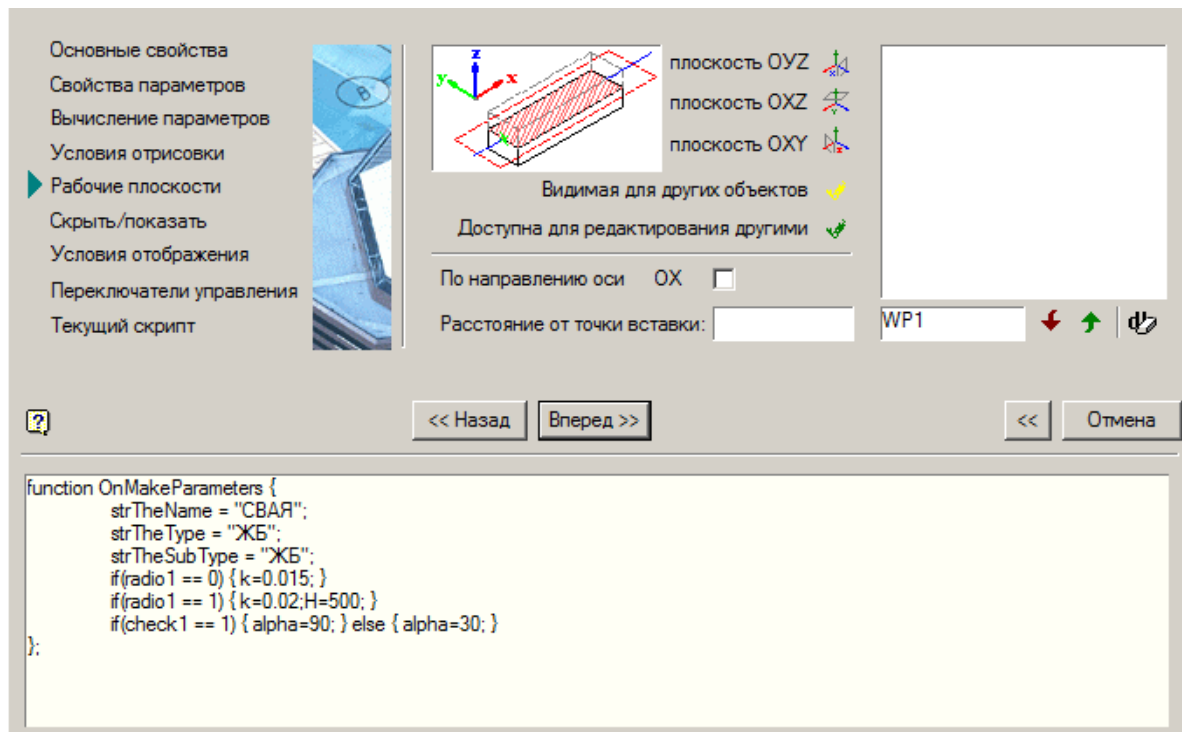 Основные свойства
Свойства параметров
Вычисление параметров
Условия отрисовки
Рабочие плоскости
Скрыть/показать
Условия отображения
Переключатели управления
Текущий скрипт
B
z
y
x
плоскость OYZ
плоскость OXZ
плоскость OXY
Видимая для других объектов
Доступна для редактирования другими
По направлению оси OX
Расстояние от точки вставки:
WP1
<< Назад
Вперед >>
<<
Отмена
function OnMakeParameters {
strTheName = "СВАЯ";
strTheType = "ЖБ";
strTheSubType = "ЖБ";
if(radio1 == 0) { k=0.015; }
if(radio1 == 1) { k=0.02;H=500; }
if(check1 == 1) { alpha=90; } else { alpha=30; }
};